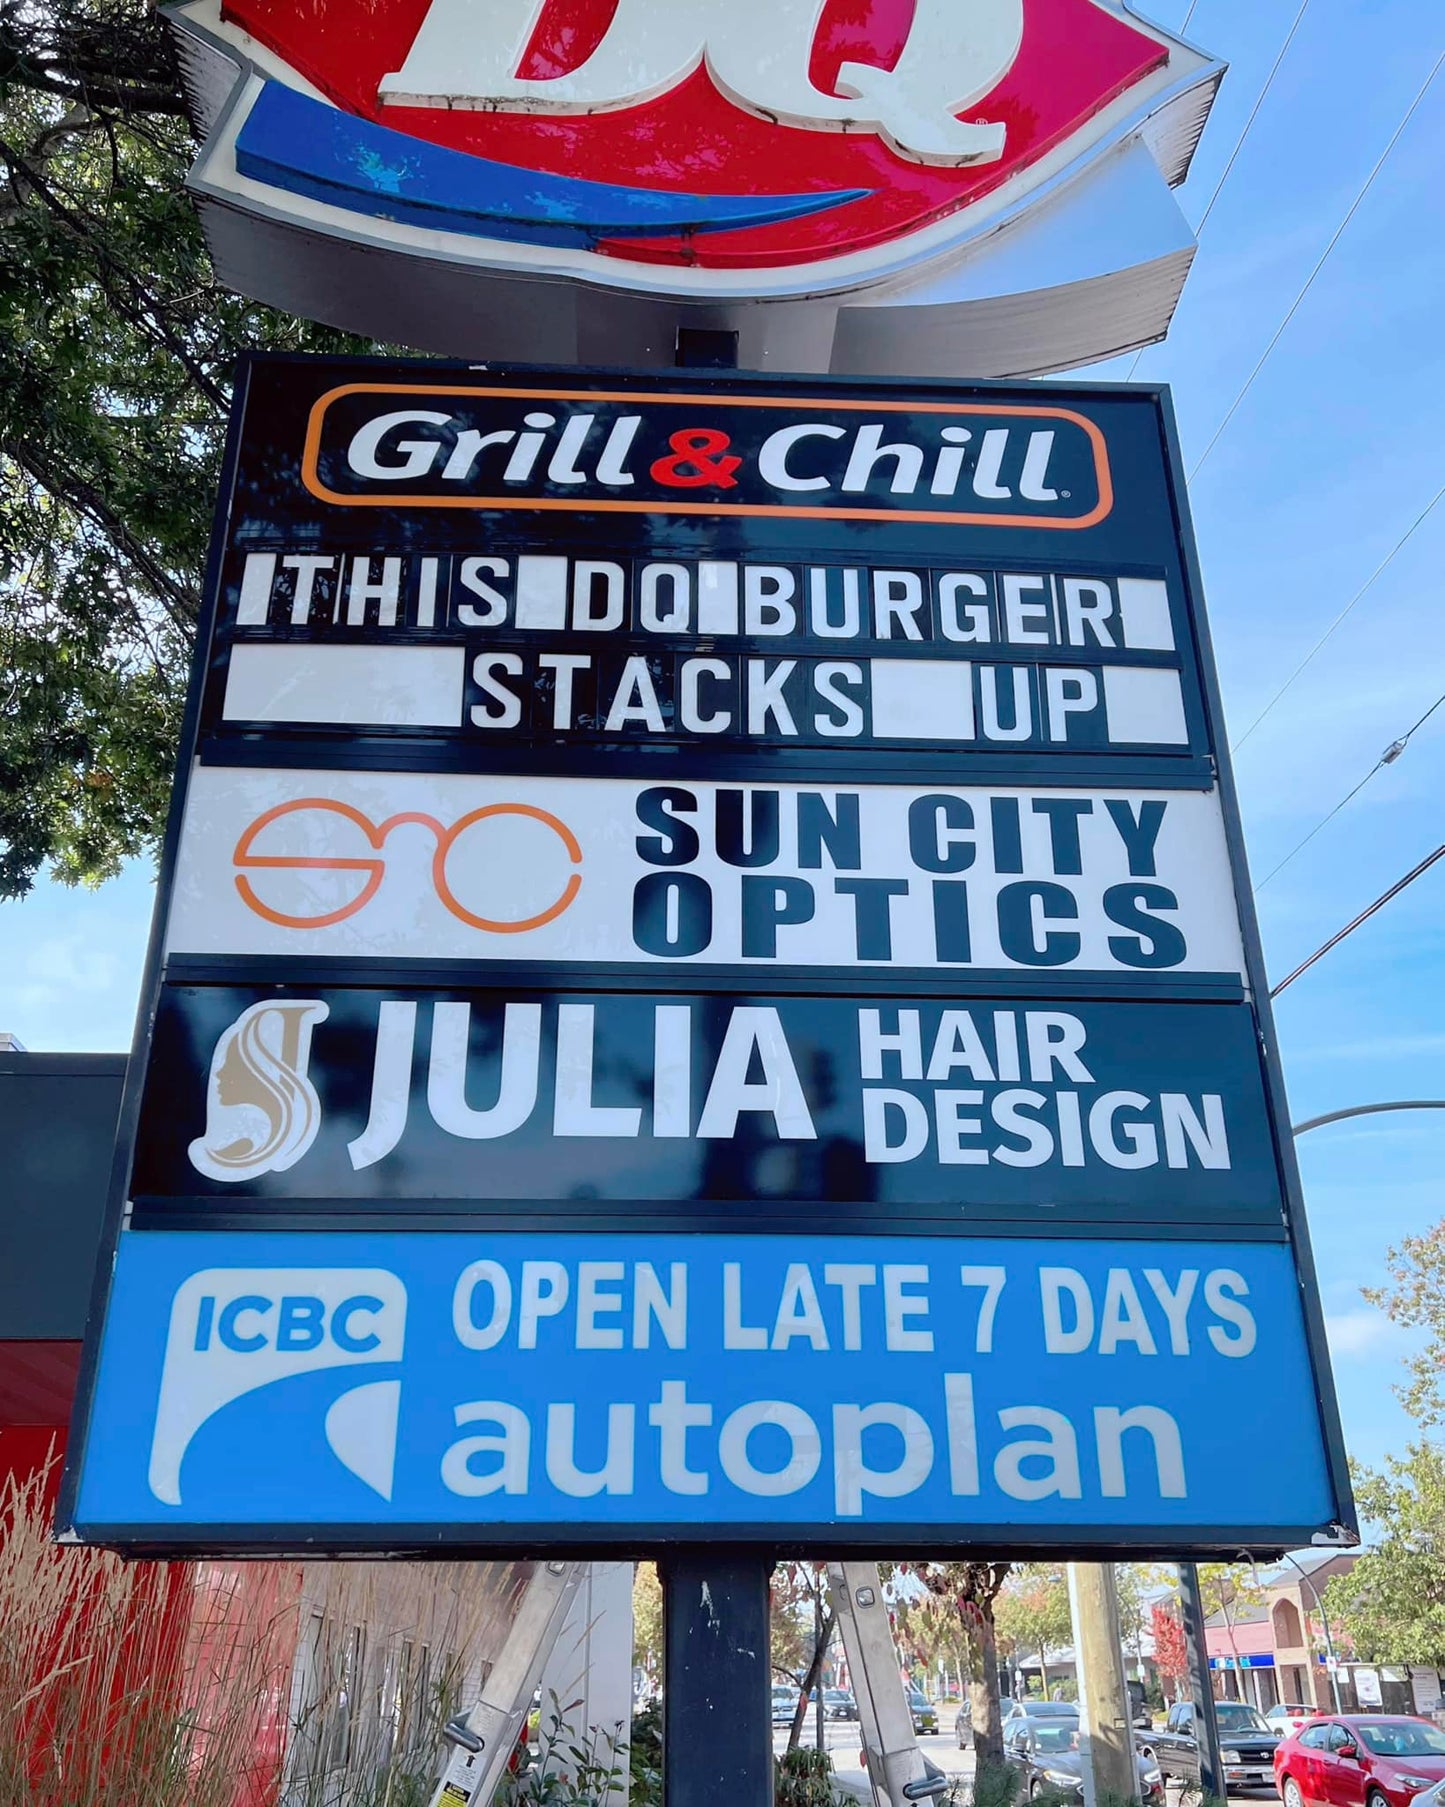 DQ
Grill & Chill
THIS DQ BURGER
STACKS UP
SUN CITY
OPTICS
JULIA HAIR
DESIGN
ICBC OPEN LATE 7 DAYS
autoplan